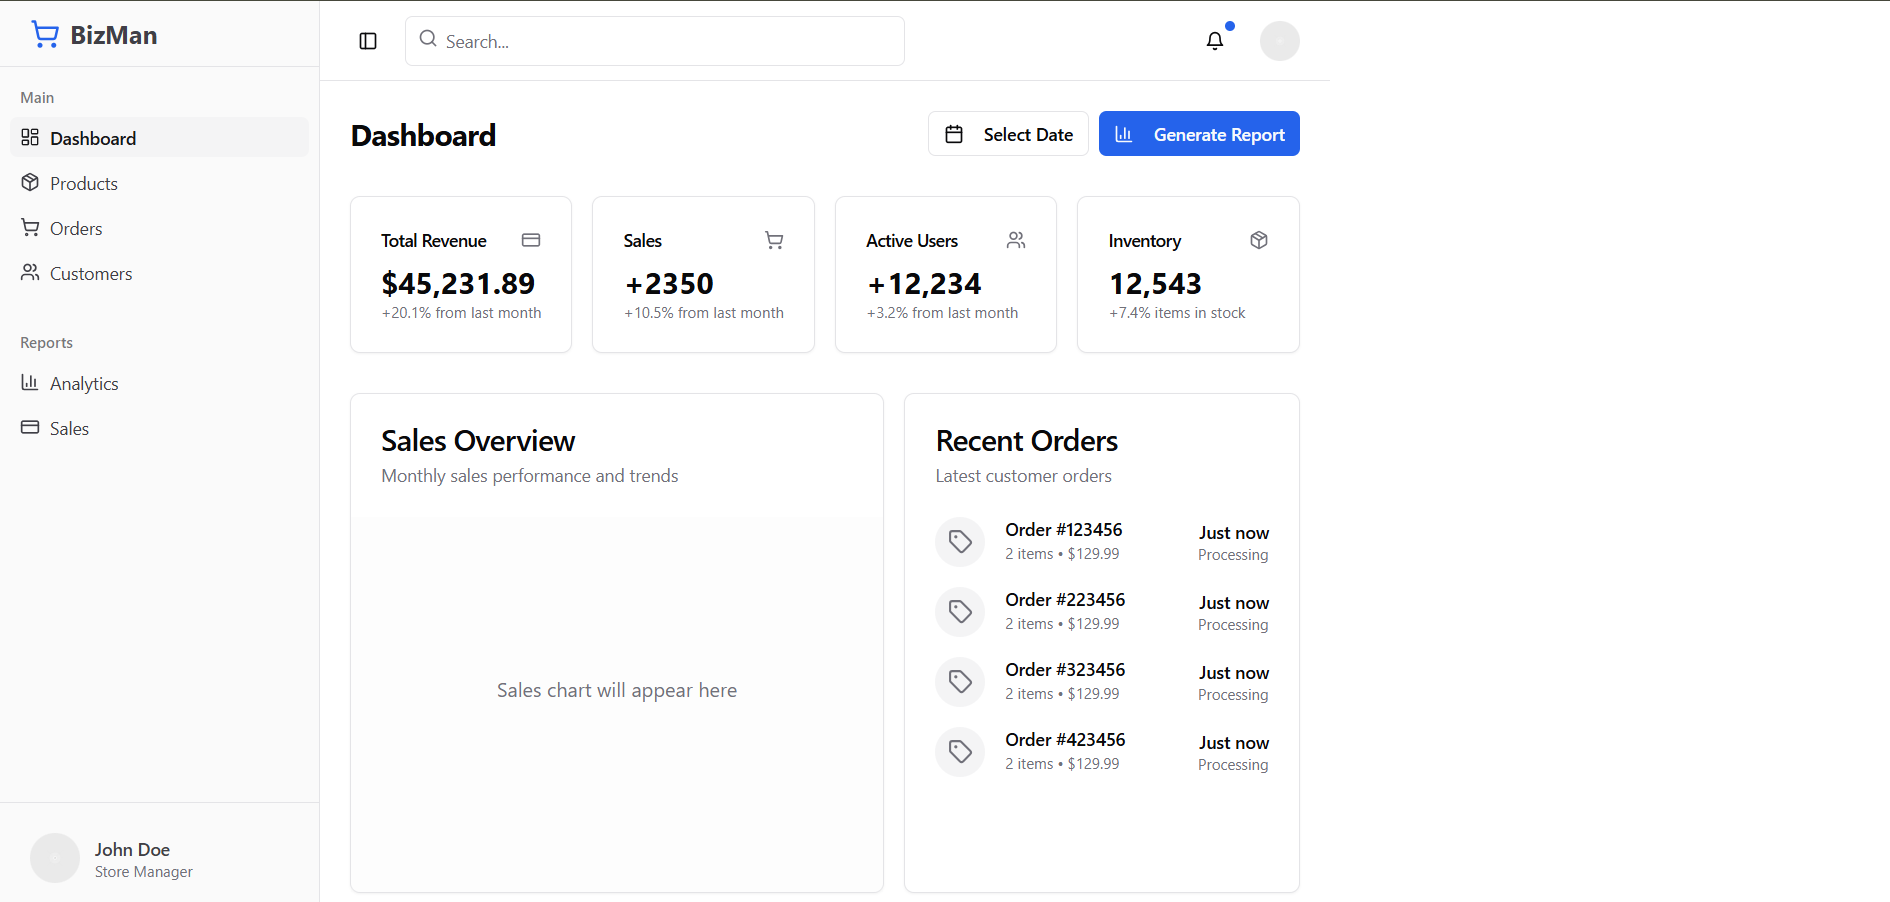 BizMan
Main
Dashboard
Products
Orders
Customers
Reports
Analytics
Sales
John Doe
Store Manager
Search...
Dashboard
Select Date
Generate Report
Total Revenue
$45,231.89
+20.1% from last month
Sales
+2350
+10.5% from last month
Active Users
+12,234
+3.2% from last month
Inventory
12,543
+7.4% items in stock
Sales Overview
Monthly sales performance and trends
Sales chart will appear here
Recent Orders
Latest customer orders
Order #123456 Just now
2 items • $129.99 Processing
Order #223456 Just now
2 items • $129.99 Processing
Order #323456 Just now
2 items • $129.99 Processing
Order #423456 Just now
2 items • $129.99 Processing